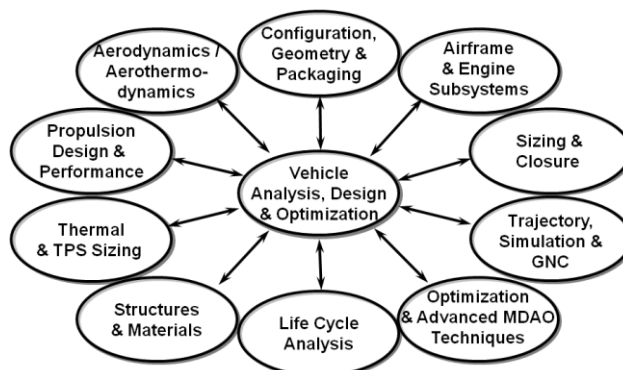 Configuration,
Geometry &
Packaging
Aerodynamics /
Aerothermo-
dynamics
Airframe
& Engine
Subsystems
Propulsion
Design &
Performance
Sizing &
Closure
Vehicle
Analysis, Design
& Optimization
Thermal
& TPS Sizing
Trajectory,
Simulation &
GNC
Structures
& Materials
Life Cycle
Analysis
Optimization
& Advanced MDAO
Techniques